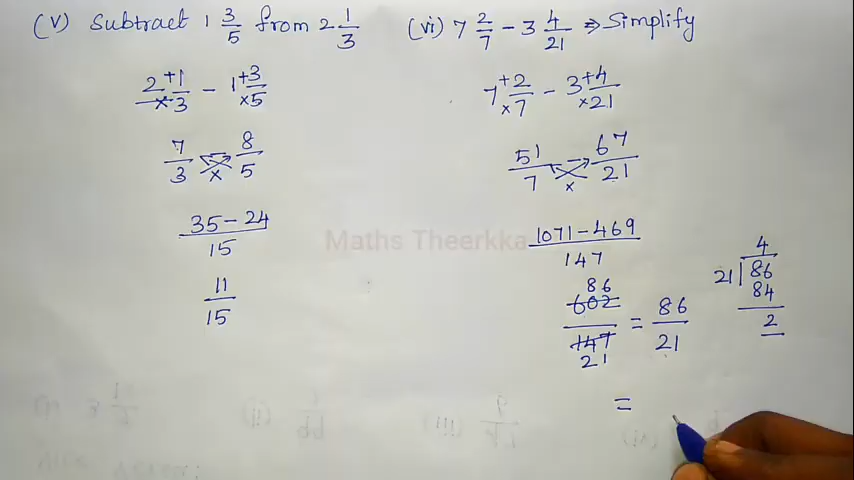 (v) Subtract 1 3/5 from 2 1/3
2 + 1/3 - 1 + 3/5
× ×
7/3 8/5
×
35 - 24
15
11
15
(vi) 7 2/7 - 3 4/21 ⇒ Simplify
7 + 2/7 - 3 + 4/21
× ×
51/7 - 67/21
×
1071 - 469
147
86
602
147
21
= 86/21
=
4
21 86
84
2
Maths Theerkka